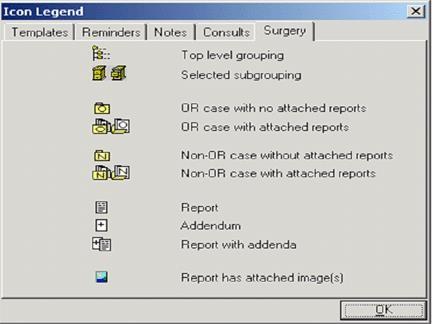 Icon Legend
Templates Reminders Notes Consults Surgery
Top level grouping
Selected subgrouping
OR case with no attached reports
OR case with attached reports
Non-OR case without attached reports
Non-OR case with attached reports
Report
Addendum
Report with addenda
Report has attached image(s)
OK